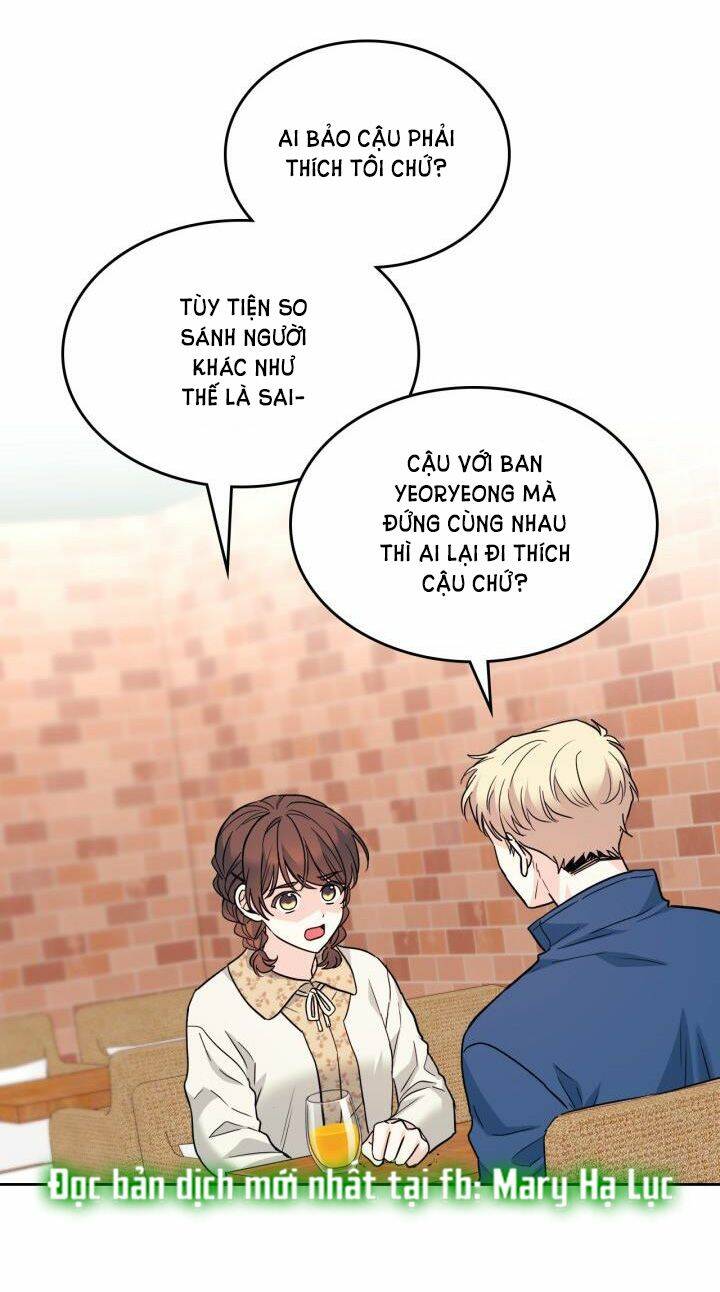 AI BẢO CẬU PHẢI
THÍCH TÔI CHỨ?
TÙY TIỆN SO
SÁNH NGƯỜI
KHÁC NHƯ
THẾ LÀ SAI-
CẬU VỚI BAN
YEORYEONG MÀ
ĐỨNG CÙNG NHAU
THÌ AI LẠI ĐI THÍCH
CẬU CHỨ?
Đọc bản dịch mới nhất tại fb: Mary Hạ Lục